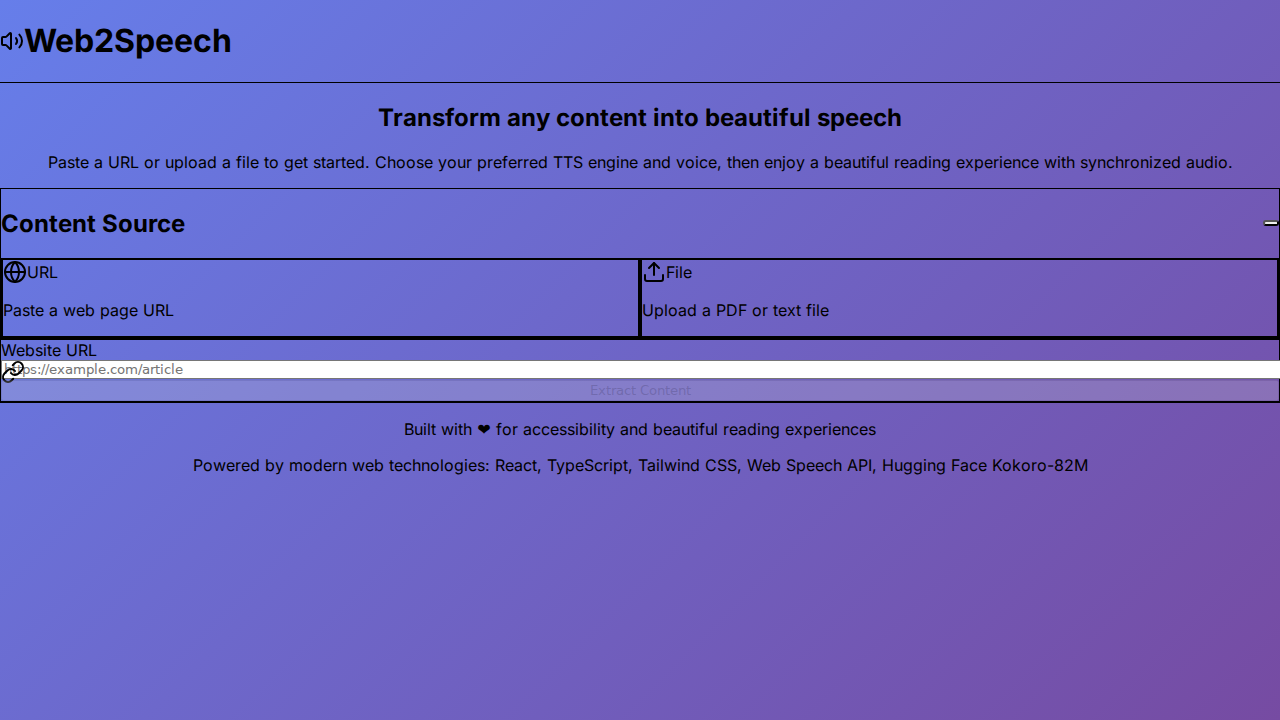 Web2Speech
Transform any content into beautiful speech
Paste a URL or upload a file to get started. Choose your preferred TTS engine and voice, then enjoy a beautiful reading experience with synchronized audio.
Content Source
URL
Paste a web page URL
File
Upload a PDF or text file
Website URL
https://example.com/article
Extract Content
Built with ❤ for accessibility and beautiful reading experiences
Powered by modern web technologies: React, TypeScript, Tailwind CSS, Web Speech API, Hugging Face Kokoro-82M